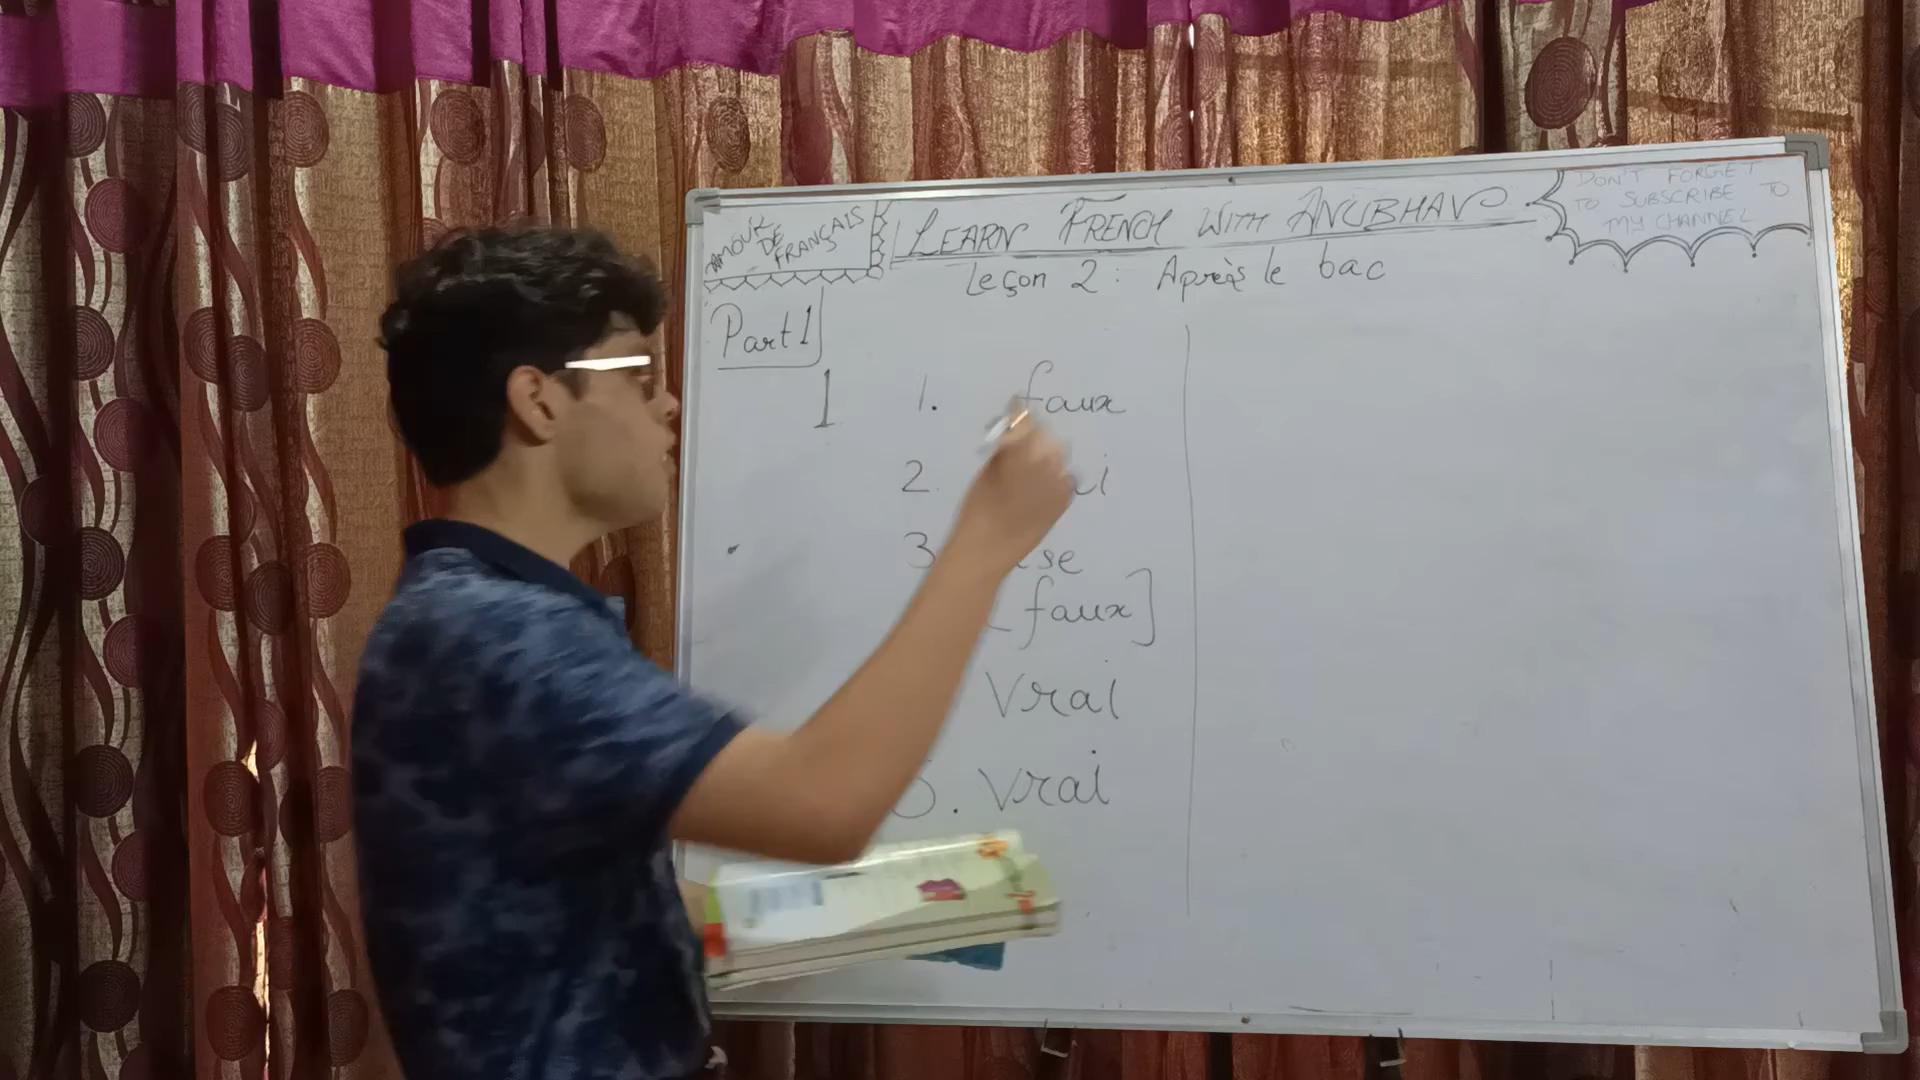 AMOUR
DE
FRANÇAIS
LEARN FRENCH WITH ANUBHAV
DON'T FORGET
TO SUBSCRIBE TO
MY CHANNEL
Leçon 2 : Après le bac
Part 1
1 1. faux
2.
3
[faux]
Vrai
5. Vrai